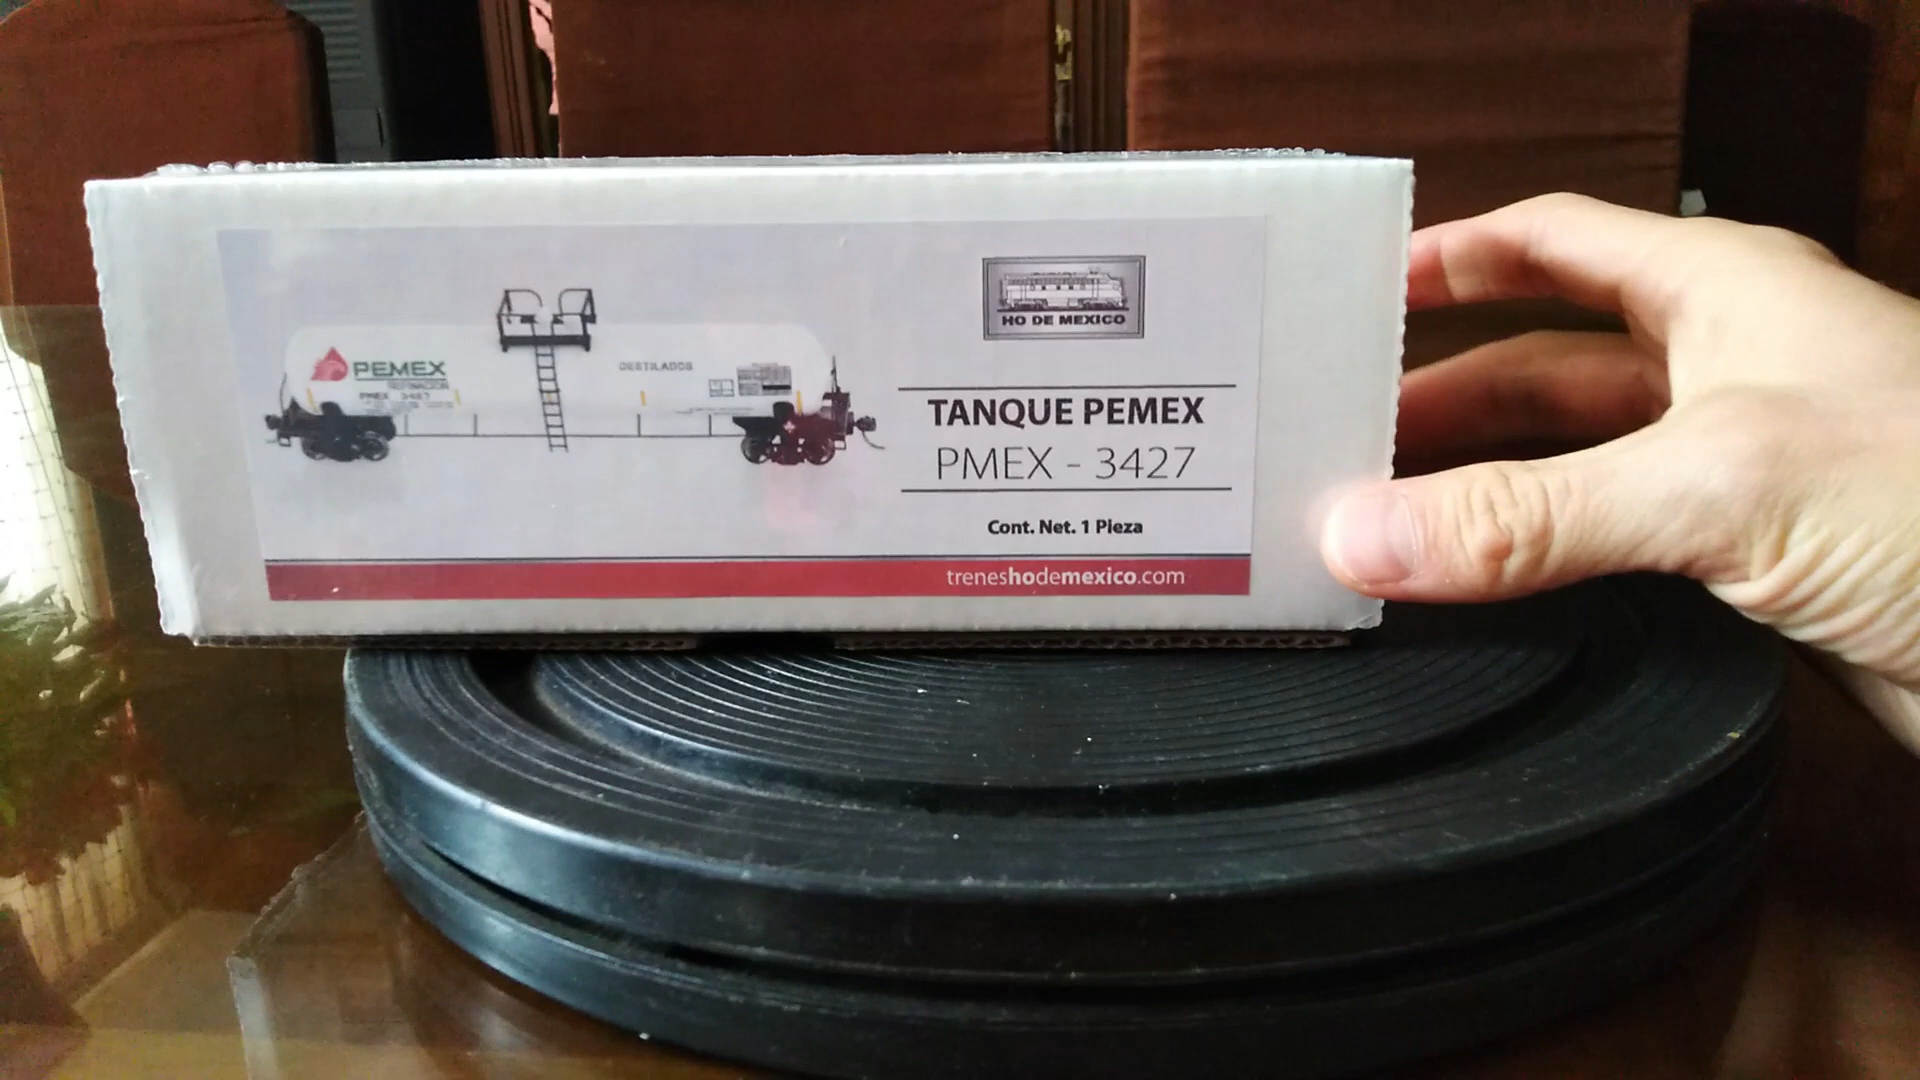 PEMEX
REFINACION
PMEX 3427
DESTILADOS
HO DE MEXICO
TANQUE PEMEX
PMEX - 3427
Cont. Net. 1 Pieza
treneshodemexico.com